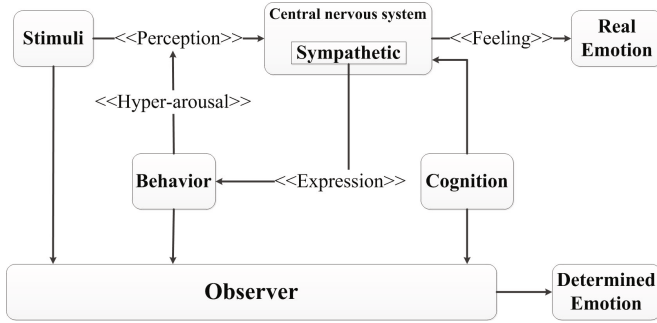 Central nervous system
Stimuli
<<Perception>>
Sympathetic
<<Feeling>>
Real
Emotion
<<Hyper-arousal>>
Behavior
<<Expression>>
Cognition
Observer
Determined
Emotion